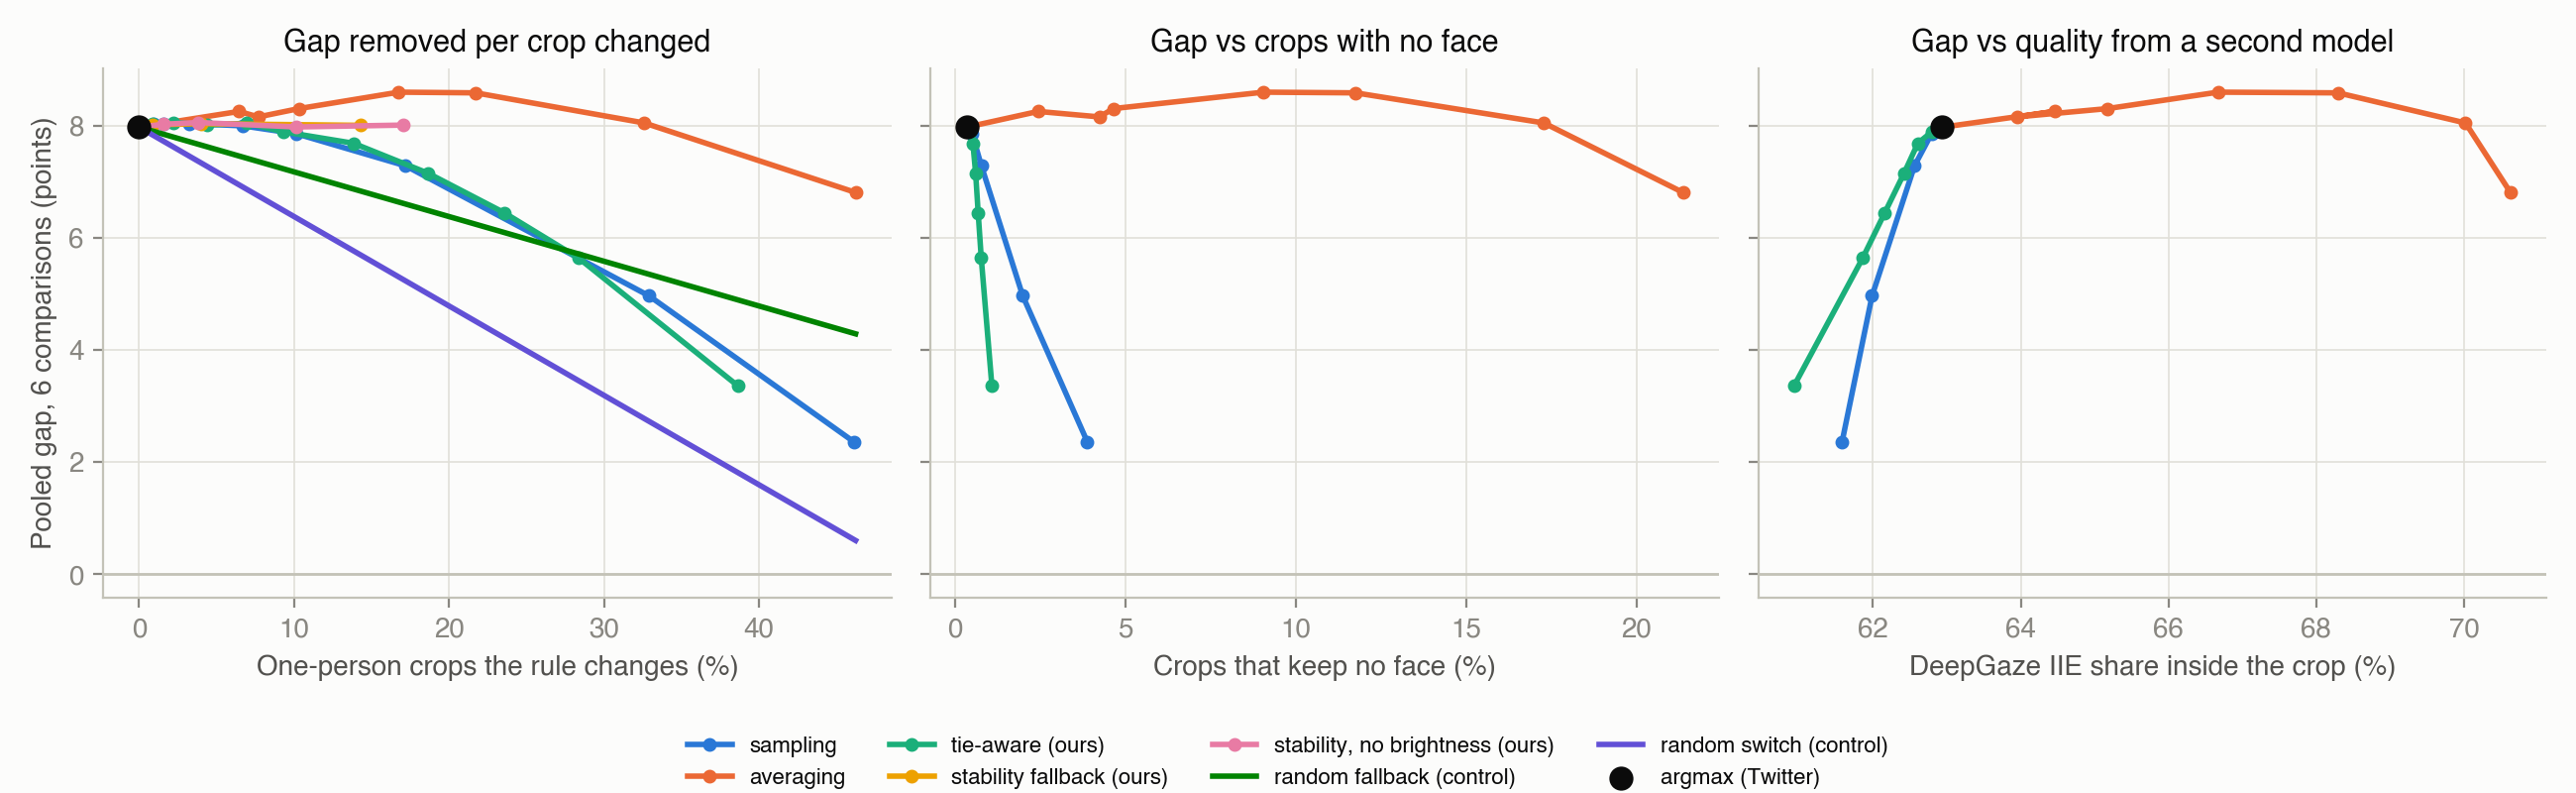 Gap removed per crop changed
Gap vs crops with no face
Gap vs quality from a second model
Pooled gap, 6 comparisons (points)
8
6
4
2
0
0 10 20 30 40
0 5 10 15 20
62 64 66 68 70
One-person crops the rule changes (%)
Crops that keep no face (%)
DeepGaze IIE share inside the crop (%)
sampling
averaging
tie-aware (ours)
stability fallback (ours)
stability, no brightness (ours)
random fallback (control)
random switch (control)
argmax (Twitter)